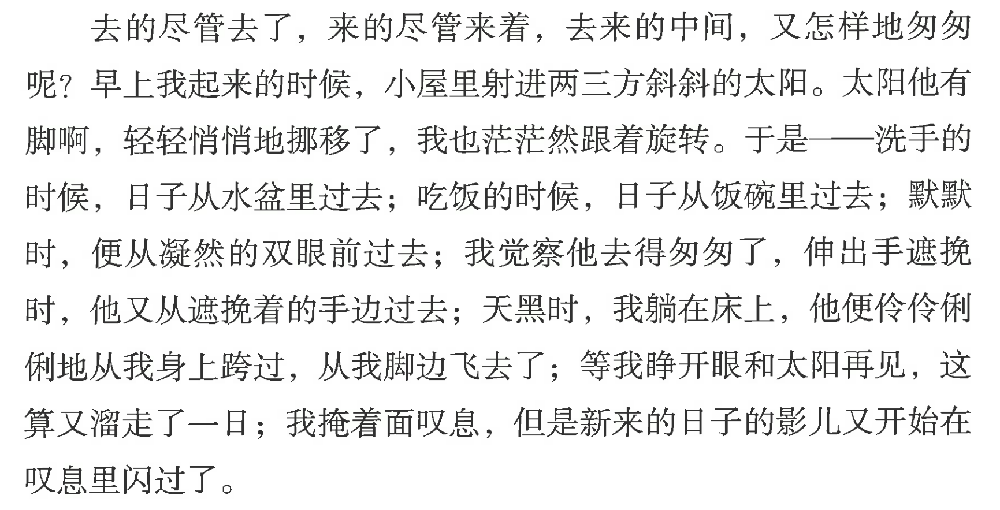 去的尽管去了，来的尽管来着，去来的中间，又怎样地匆匆
呢？早上我起来的时候，小屋里射进两三方斜斜的太阳。太阳他有
脚啊，轻轻悄悄地挪移了，我也茫茫然跟着旋转。于是——洗手的
时候，日子从水盆里过去；吃饭的时候，日子从饭碗里过去；默默
时，便从凝然的双眼前过去；我觉察他去得匆匆了，伸出手遮挽
时，他又从遮挽着的手边过去；天黑时，我躺在床上，他便伶伶俐
俐地从我身上跨过，从我脚边飞去了；等我睁开眼和太阳再见，这
算又溜走了一日；我掩着面叹息，但是新来的日子的影儿又开始在
叹息里闪过了。